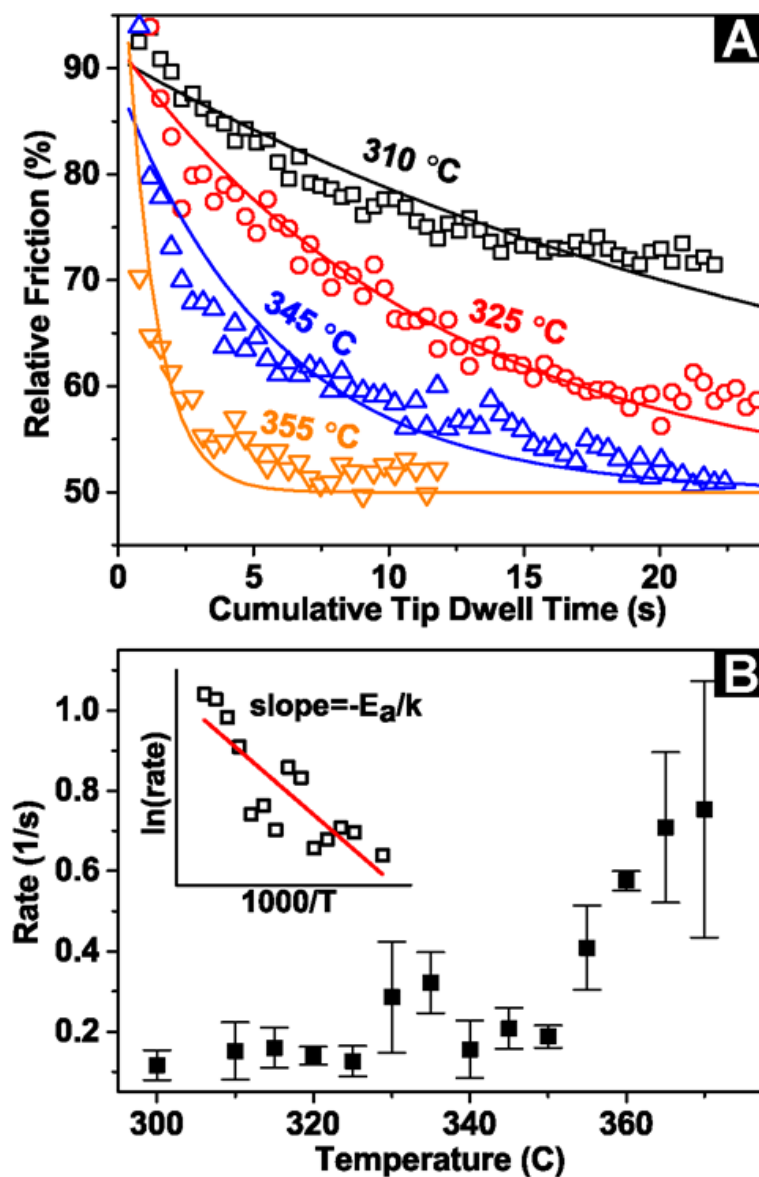 A
90
80
70
60
50
Relative Friction (%)
310 °C
325 °C
345 °C
355 °C
0 5 10 15 20
Cumulative Tip Dwell Time (s)
B
1.0
0.8
0.6
0.4
0.2
Rate (1/s)
slope=-Ea/k
ln(rate)
1000/T
300 320 340 360
Temperature (C)